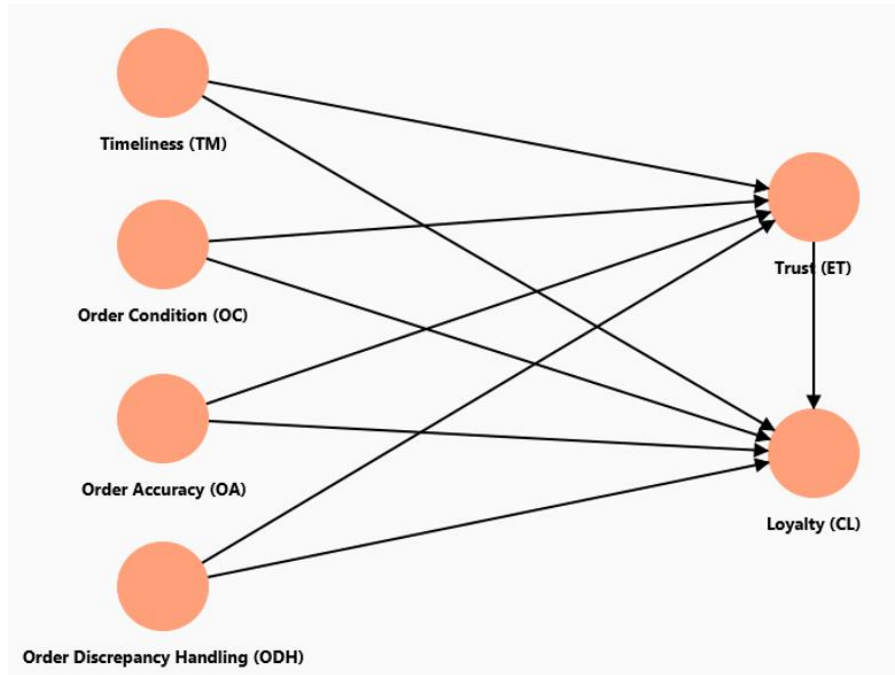 Timeliness (TM)
Order Condition (OC)
Order Accuracy (OA)
Order Discrepancy Handling (ODH)
Trust (ET)
Loyalty (CL)